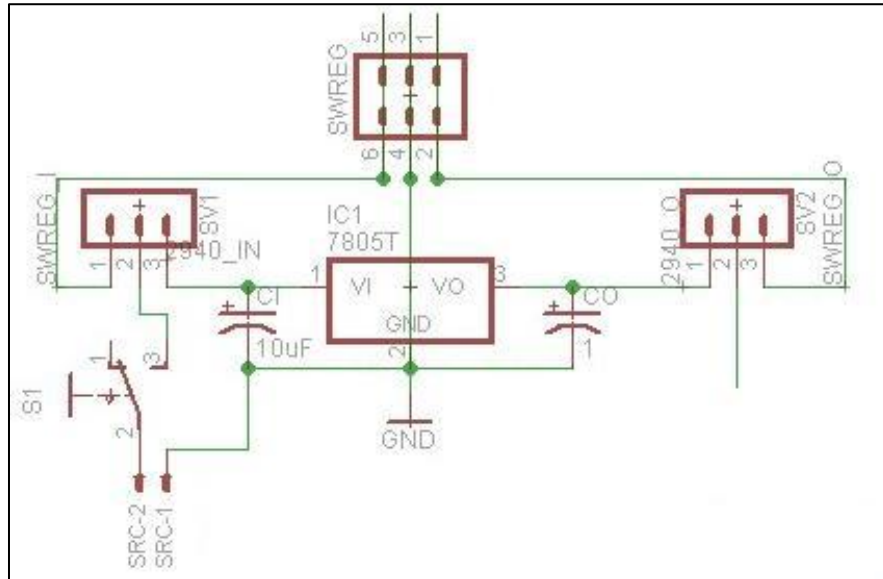 5 3 1
SWREG
6 4 2
SWREG_I
SV1
1 2 3
2940_IN
IC1
7805T
1
VI
VO
3
GND
2
CI
+
10uF
CO
+
1
2940_O
SV2
1 2 3
SWREG_O
S1
1
3
2
GND
SRC-2
SRC-1